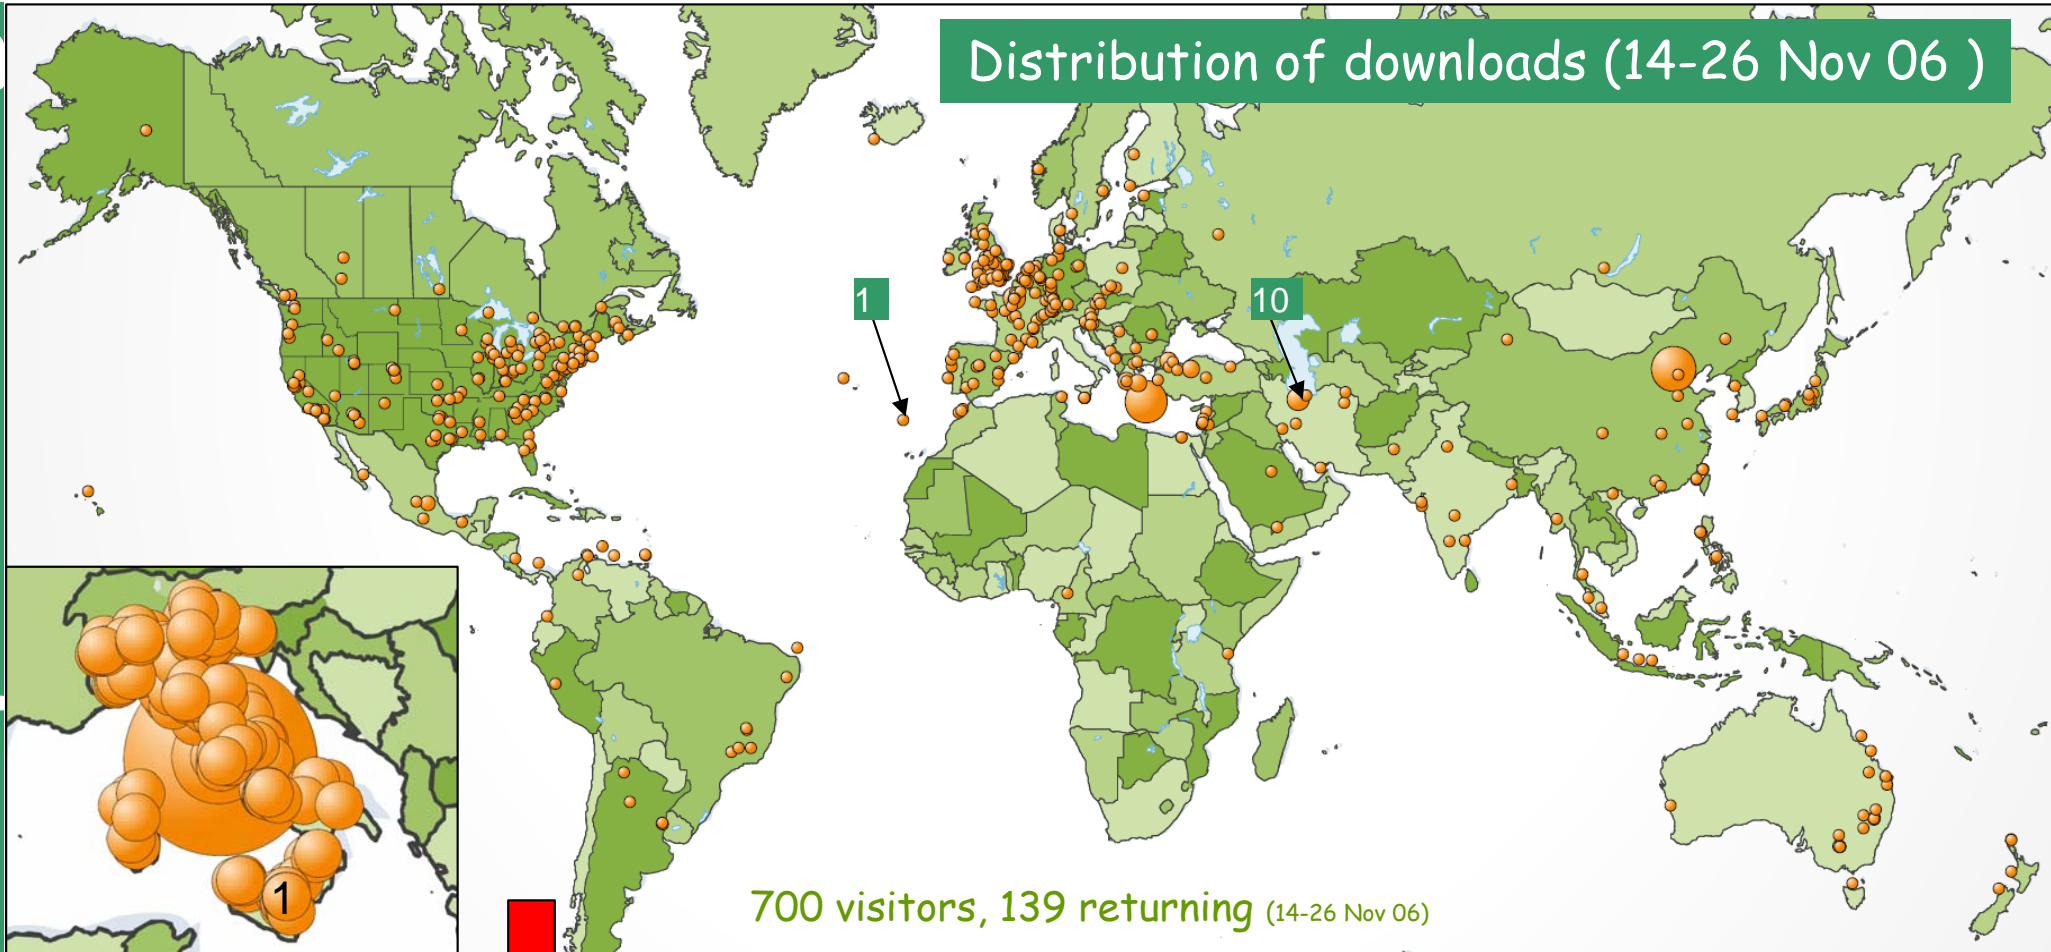 Distribution of downloads (14-26 Nov 06 )
1
10
1
700 visitors, 139 returning (14-26 Nov 06)